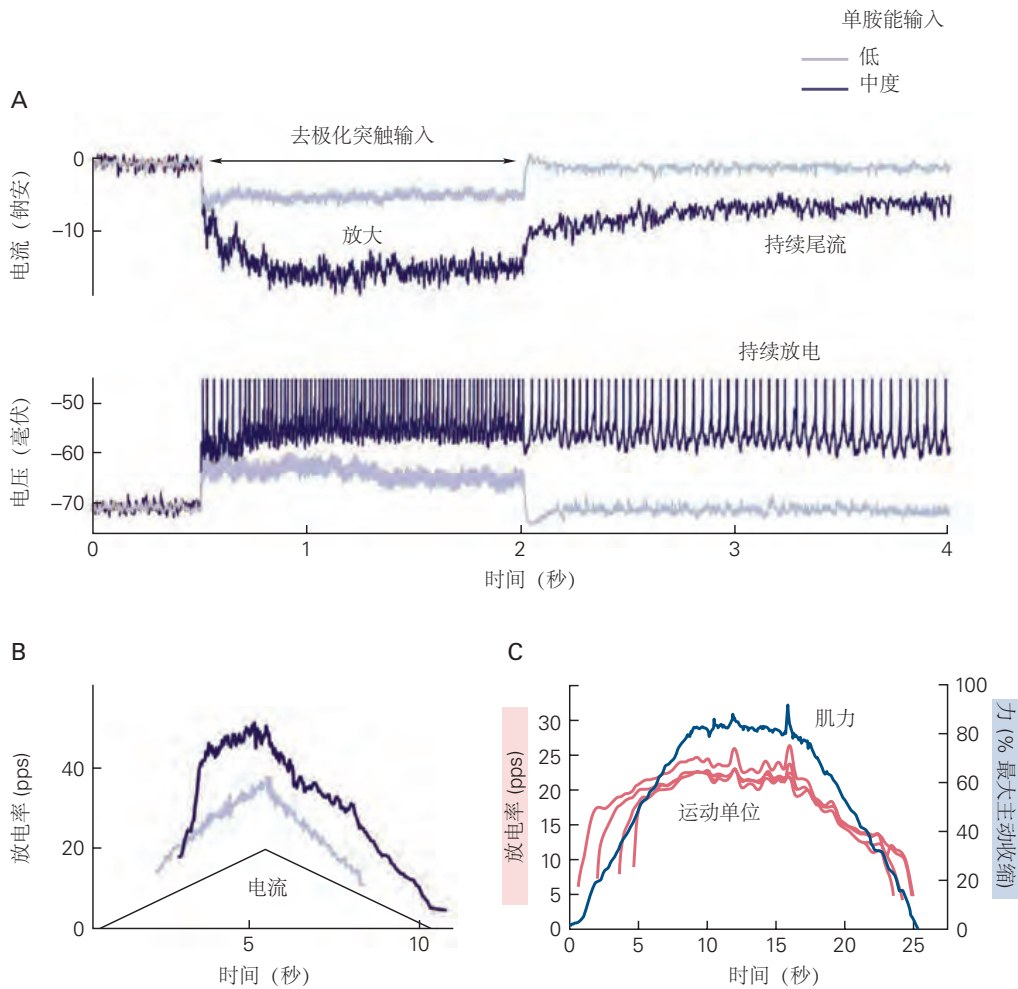 单胺能输入
低
中度
A
去极化突触输入
0
−10
电流（钠安）
放大
持续尾流
持续放电
−50
−60
−70
电压（毫伏）
0 1 2 3 4
时间（秒）
B
40
20
0
放电率 (pps)
电流
5 10
时间（秒）
C
30
25
20
15
10
5
0
放电率 (pps)
肌力
运动单位
100
80
60
40
20
0
力 (% 最大主动收缩)
0 5 10 15 20 25
时间（秒）